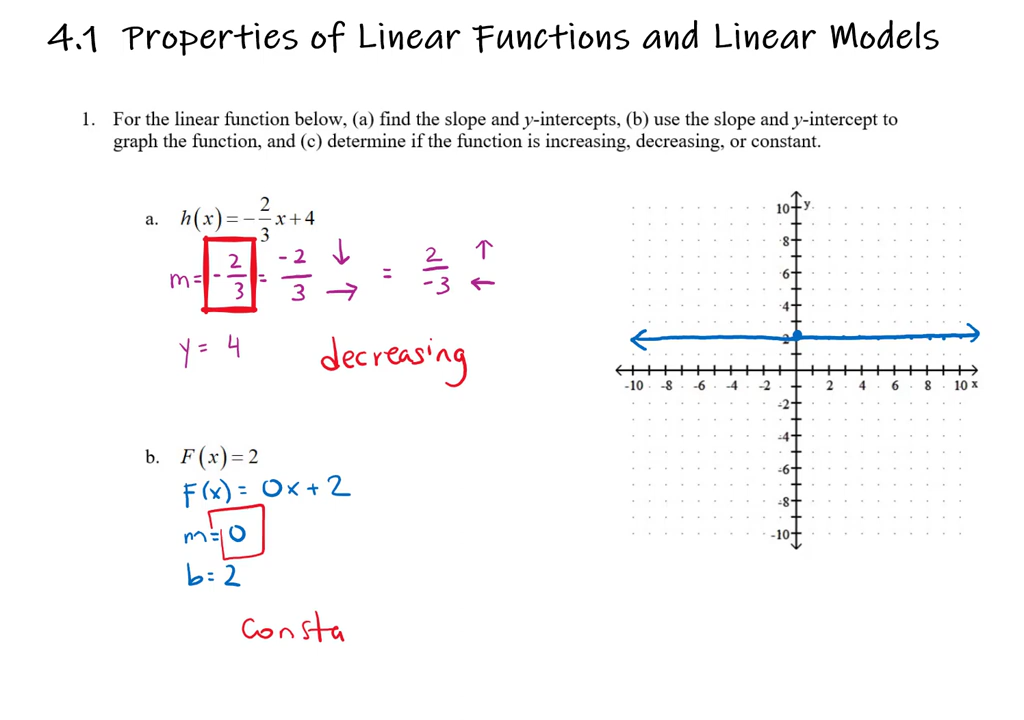 4.1 Properties of Linear Functions and Linear Models
1. For the linear function below, (a) find the slope and y-intercepts, (b) use the slope and y-intercept to
graph the function, and (c) determine if the function is increasing, decreasing, or constant.
a. h(x) = -2/3 x + 4
m = -2/3 = -2/3 ↓ → = 2/-3 ↑ ←
y = 4
decreasing
b. F(x) = 2
F(x) = 0x + 2
m = 0
b = 2
consta
y
10
8
6
4
2
-10 -8 -6 -4 -2 2 4 6 8 10 x
-2
-4
-6
-8
-10